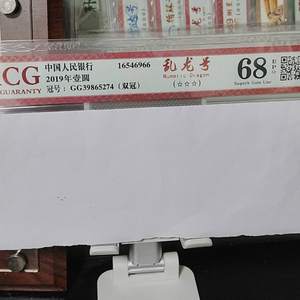 CG
GUARANTY
中国人民银行 16546966
2019年壹圆
冠号: GG39865274 (双冠)
乱龙号
Numeric Dragon
(☆☆☆)
68
EPQ
Superb Gem Unc